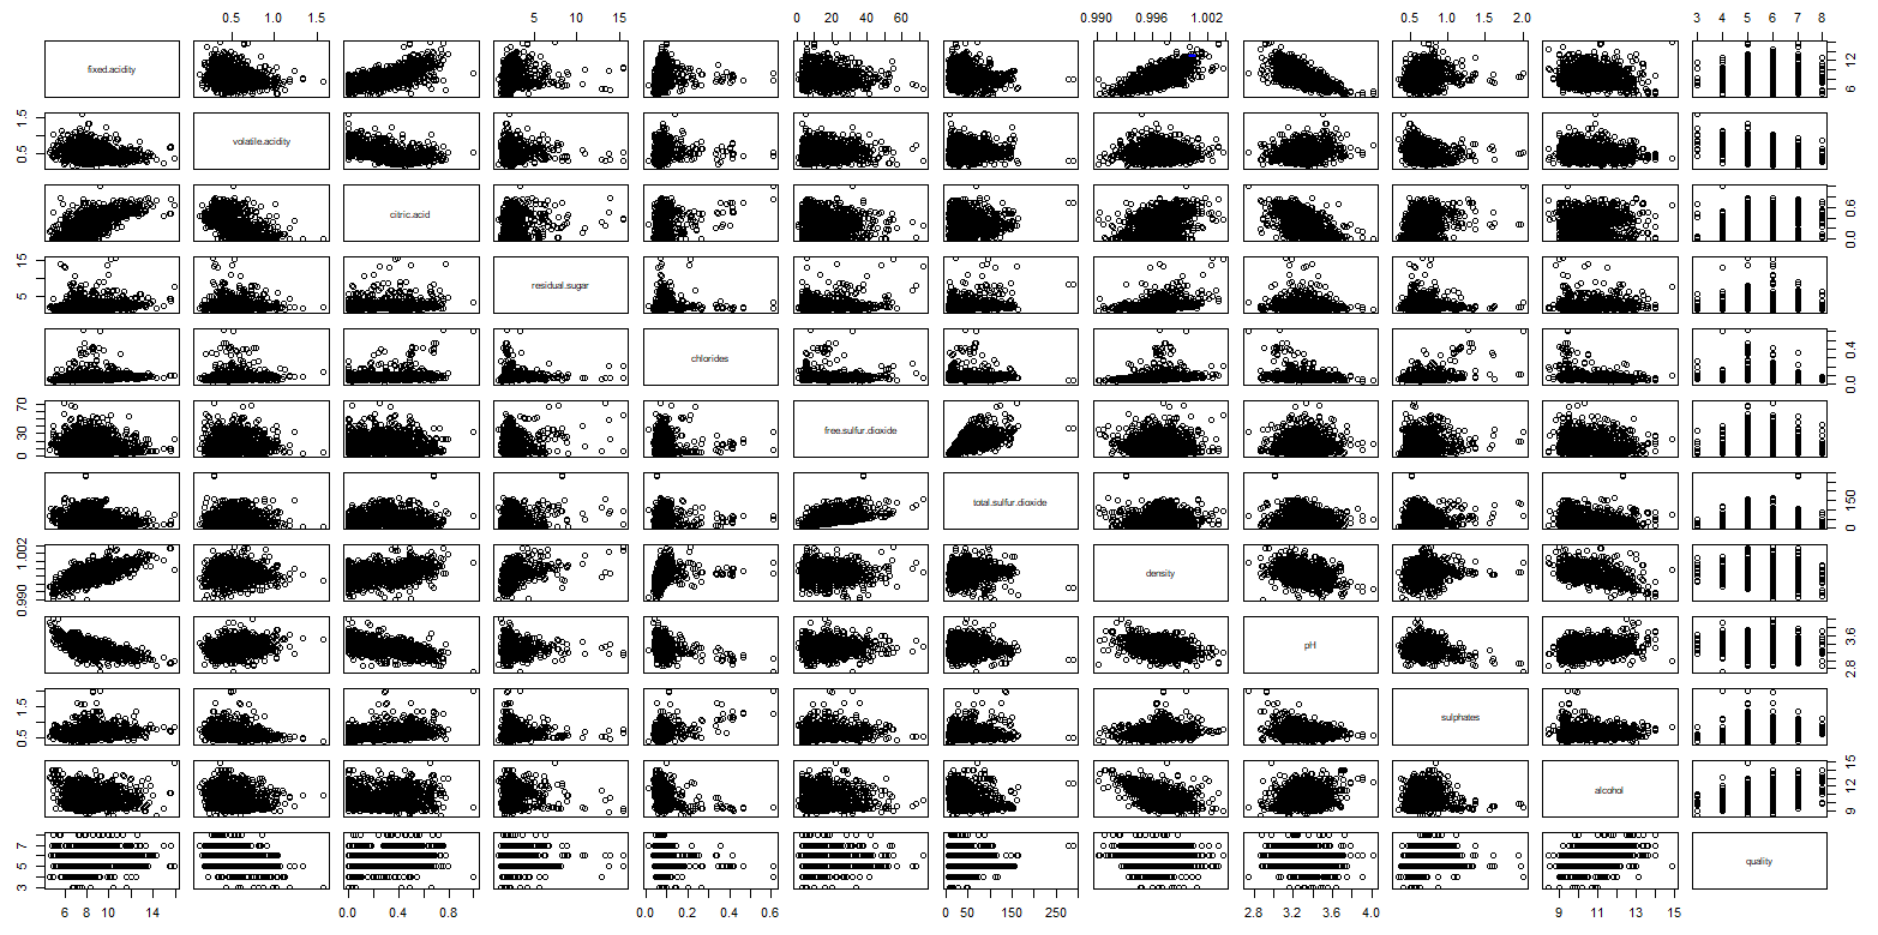 0.5 1.0 1.5 5 10 15 0 20 40 60 0.990 0.996 1.002 0.5 1.0 1.5 2.0 3 4 5 6 7 8
fixed.acidity 6 12
0.5 1.5 volatile.acidity
citric.acid 0.0 0.6
5 15 residual.sugar
chlorides 0.0 0.4
0 30 70 free.sulfur.dioxide
total.sulfur.dioxide 0 150
0.990 1.002 density
pH 2.8 3.6
0.5 1.5 sulphates
alcohol 9 12 15
3 5 7 quality
6 8 10 14 0.0 0.4 0.8 0.0 0.2 0.4 0.6 0 50 150 250 2.8 3.2 3.6 4.0 9 11 13 15